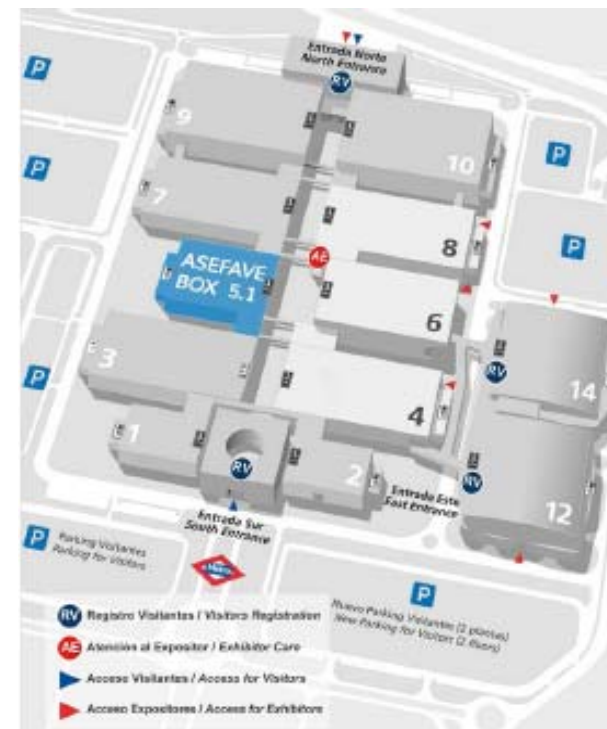 Entrada Norte
North Entrance
RV
P
9
10
P
P
7
8
P
AE
ASEFAVE
BOX 5.1
6
P
3
RV
14
4
1
RV
2
RV
12
Entrada Este
East Entrance
Entrada Sur
South Entrance
P
Parking Visitantes
Parking for Visitors
Metro
P
Nuevo Parking Visitantes (2 plantas)
New Parking for Visitors (2 floors)
RV Registro Visitantes / Visitors Registration
AE Atención al Expositor / Exhibitor Care
Acceso Visitantes / Access for Visitors
Acceso Expositores / Access for Exhibitors